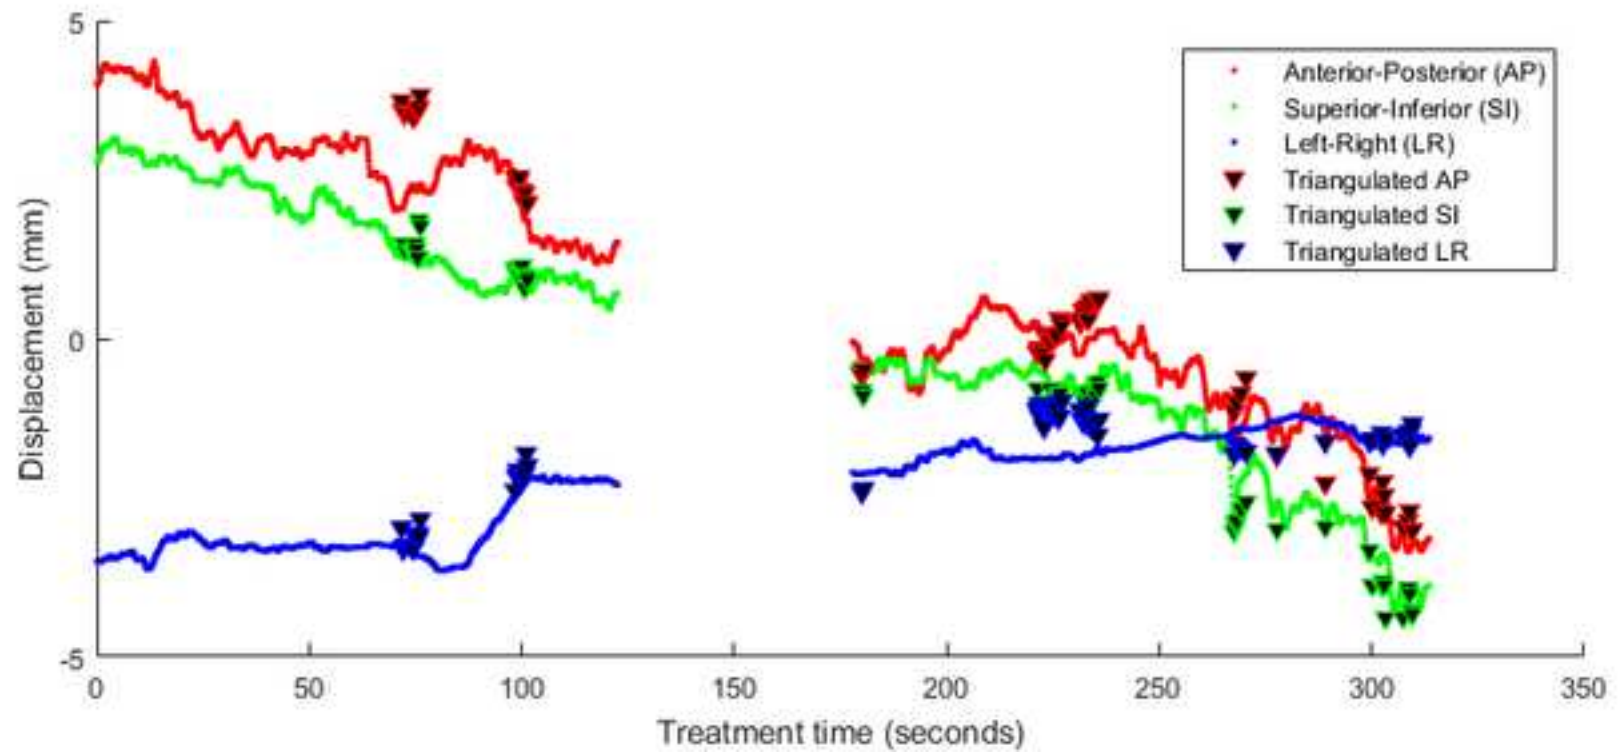 5
0
-5
Displacement (mm)
Anterior-Posterior (AP)
Superior-Inferior (SI)
Left-Right (LR)
Triangulated AP
Triangulated SI
Triangulated LR
0 50 100 150 200 250 300 350
Treatment time (seconds)